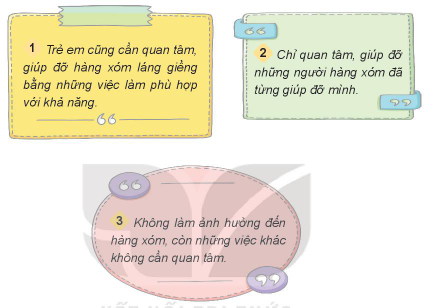 1 Trẻ em cũng cần quan tâm,
giúp đỡ hàng xóm láng giềng
bằng những việc làm phù hợp
với khả năng.
2 Chỉ quan tâm, giúp đỡ
những người hàng xóm đã
từng giúp đỡ mình.
3 Không làm ảnh hưởng đến
hàng xóm, còn những việc khác
không cần quan tâm.